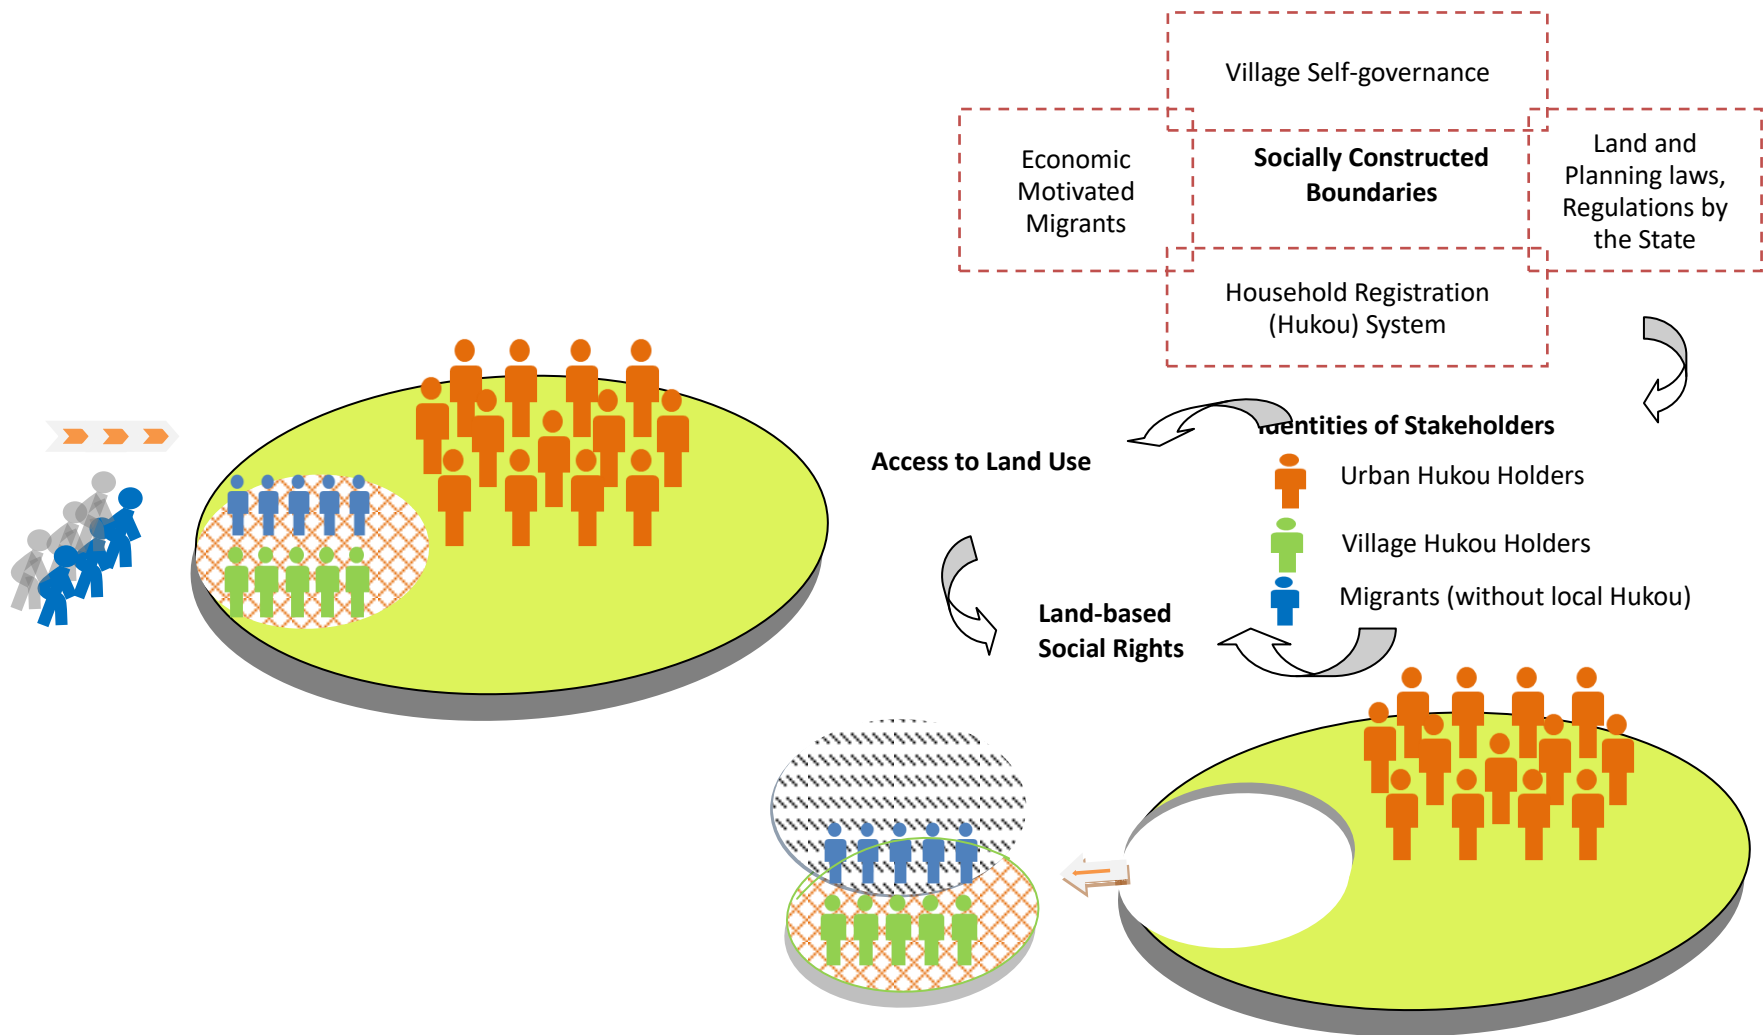 Village Self-governance
Economic
Motivated
Migrants
Socially Constructed
Boundaries
Land and
Planning laws,
Regulations by
the State
Household Registration
(Hukou) System
Identities of Stakeholders
Access to Land Use
Urban Hukou Holders
Village Hukou Holders
Migrants (without local Hukou)
Land-based
Social Rights